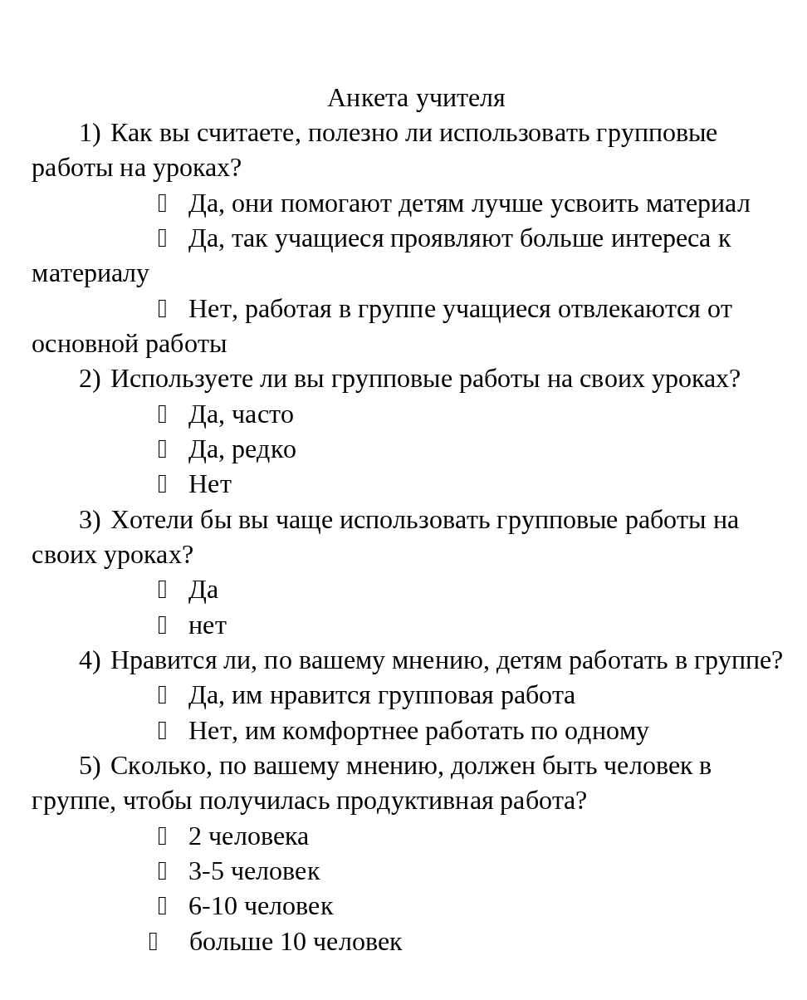 Анкета учителя
1) Как вы считаете, полезно ли использовать групповые
работы на уроках?
▯ Да, они помогают детям лучше усвоить материал
▯ Да, так учащиеся проявляют больше интереса к
материалу
▯ Нет, работая в группе учащиеся отвлекаются от
основной работы
2) Используете ли вы групповые работы на своих уроках?
▯ Да, часто
▯ Да, редко
▯ Нет
3) Хотели бы вы чаще использовать групповые работы на
своих уроках?
▯ Да
▯ нет
4) Нравится ли, по вашему мнению, детям работать в группе?
▯ Да, им нравится групповая работа
▯ Нет, им комфортнее работать по одному
5) Сколько, по вашему мнению, должен быть человек в
группе, чтобы получилась продуктивная работа?
▯ 2 человека
▯ 3-5 человек
▯ 6-10 человек
▯ больше 10 человек